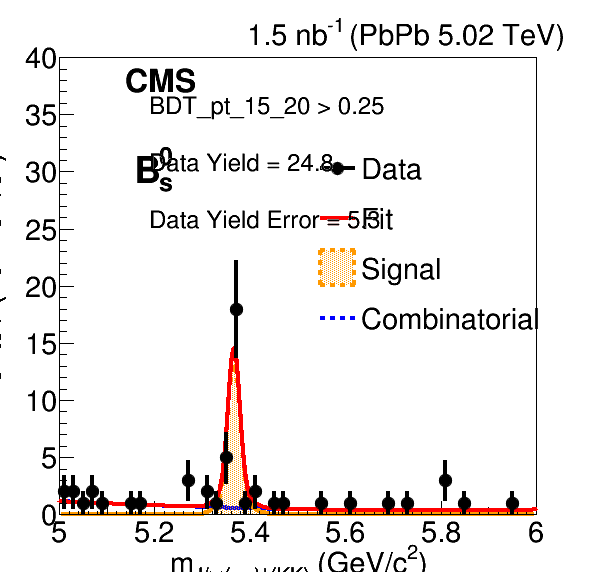 1.5 nb-1 (PbPb 5.02 TeV)
40
CMS
BDT_pt_15_20 > 0.25
35
B0s
Data Yield = 24.8
Data
30
Data Yield Error = 5.3
Fit
25
Signal
20
Combinatorial
15
10
5
0
5 5.2 5.4 5.6 5.8 6
(GeV/c2)